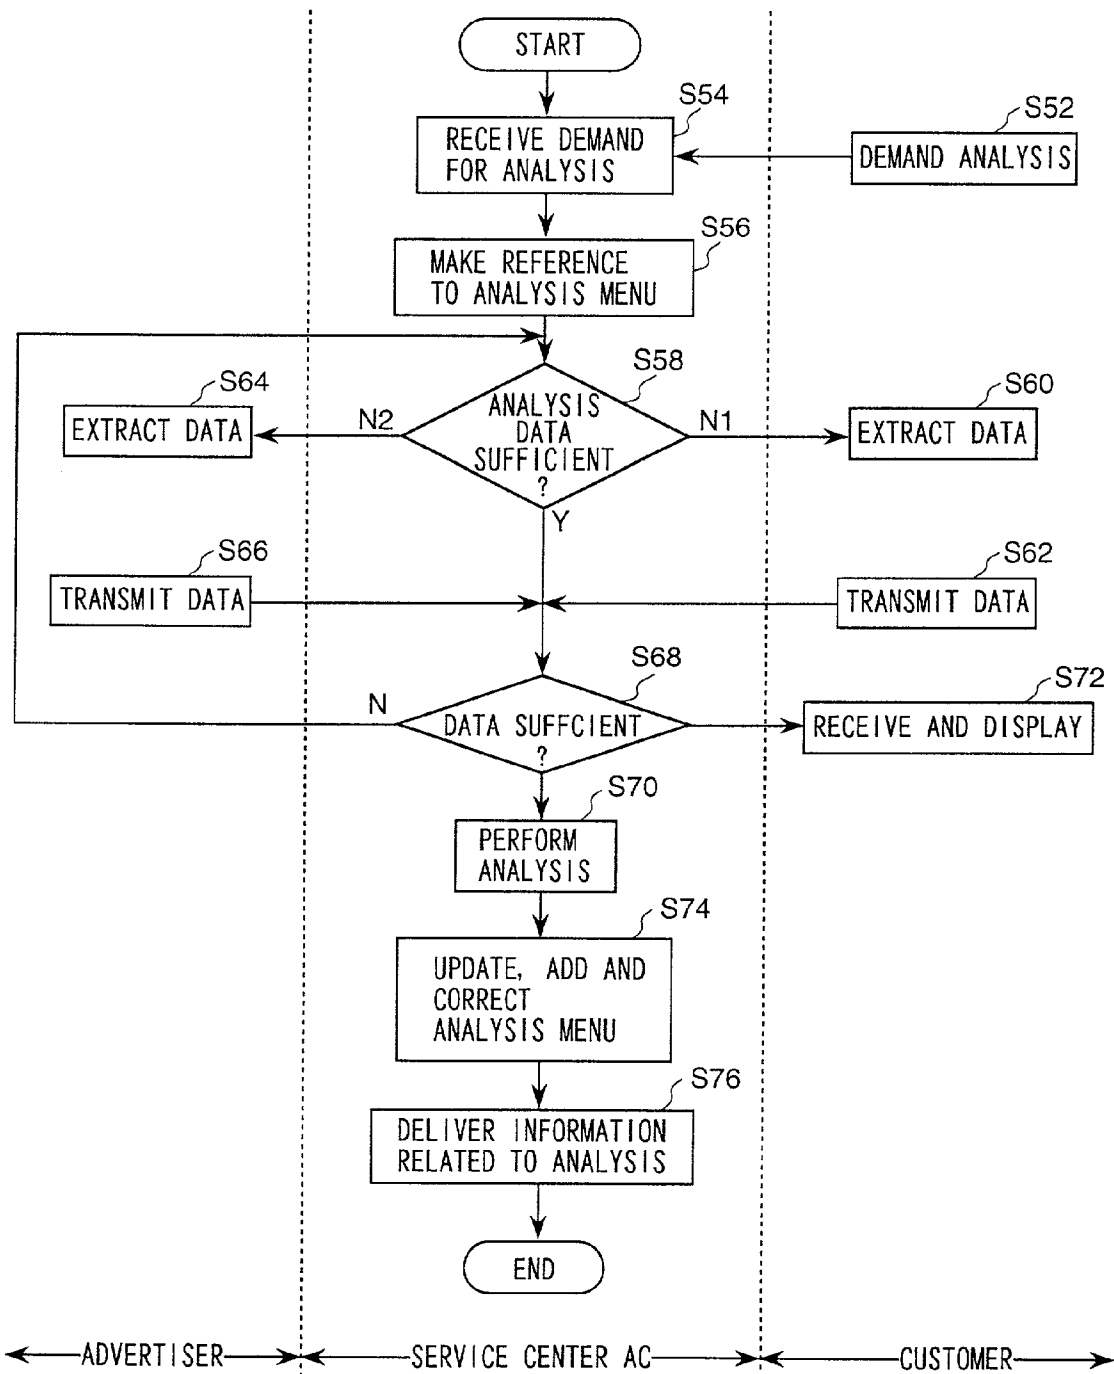 START
S54
RECEIVE DEMAND
FOR ANALYSIS
S52
DEMAND ANALYSIS
S56
MAKE REFERENCE
TO ANALYSIS MENU
S58
ANALYSIS
DATA
SUFFICIENT
?
N2
N1
Y
S64
EXTRACT DATA
S60
EXTRACT DATA
S66
TRANSMIT DATA
S62
TRANSMIT DATA
S68
N
DATA SUFFCIENT
?
S72
RECEIVE AND DISPLAY
S70
PERFORM
ANALYSIS
S74
UPDATE, ADD AND
CORRECT
ANALYSIS MENU
S76
DELIVER INFORMATION
RELATED TO ANALYSIS
END
ADVERTISER
SERVICE CENTER AC
CUSTOMER